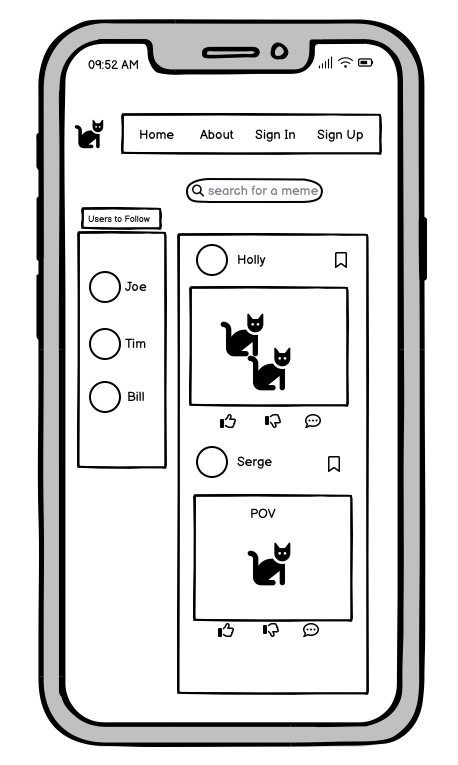 09:52 AM
Home About Sign In Sign Up
search for a meme
Users to Follow
Joe
Tim
Bill
Holly
Serge
POV